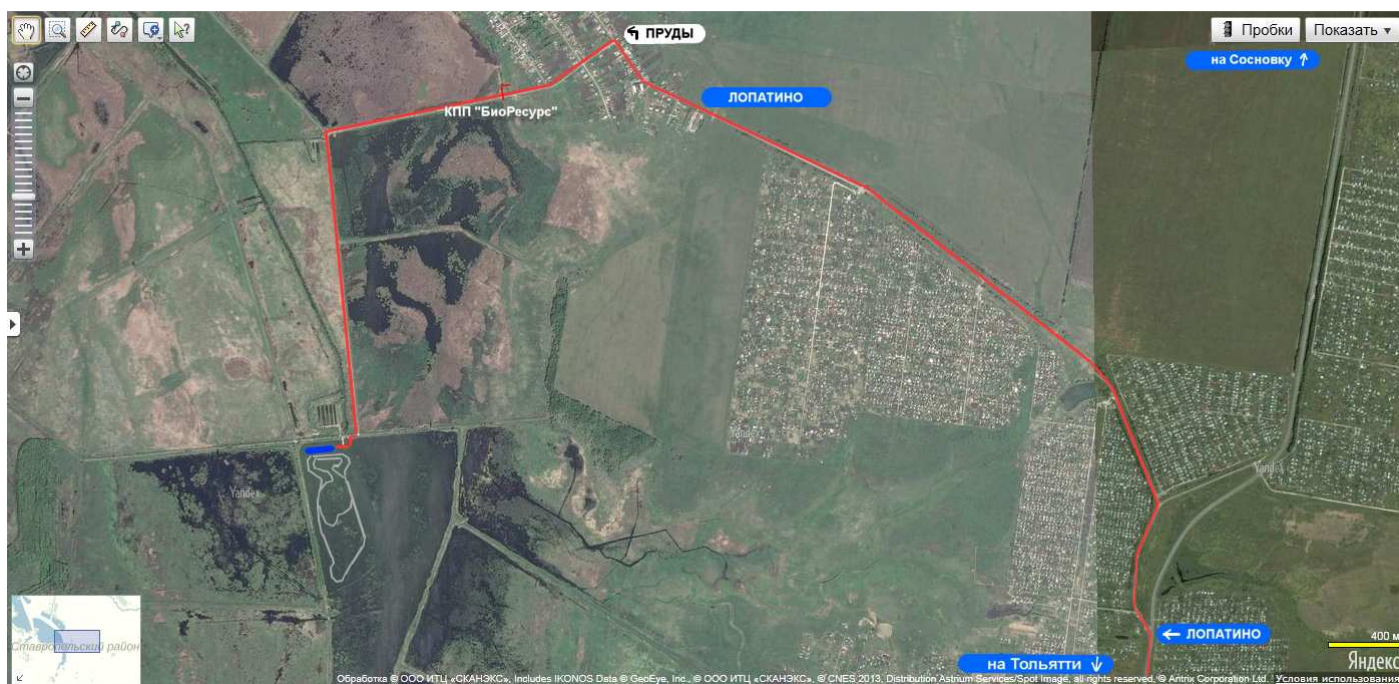 ПРУДЫ
Пробки
Показать
на Сосновку
ЛОПАТИНО
КПП "БиоРесурс"
Yandex
Yandex
Ставропольский район
ЛОПАТИНО
400 м
на Тольятти
Яндекс
Обработка © ООО ИТЦ «СКАНЭКС», Includes IKONOS Data © GeoEye, Inc., © ООО ИТЦ «СКАНЭКС», © CNES 2013, Distribution Astrium Services/Spot Image, all rights reserved. © Antrix Corporation Ltd. Условия использования